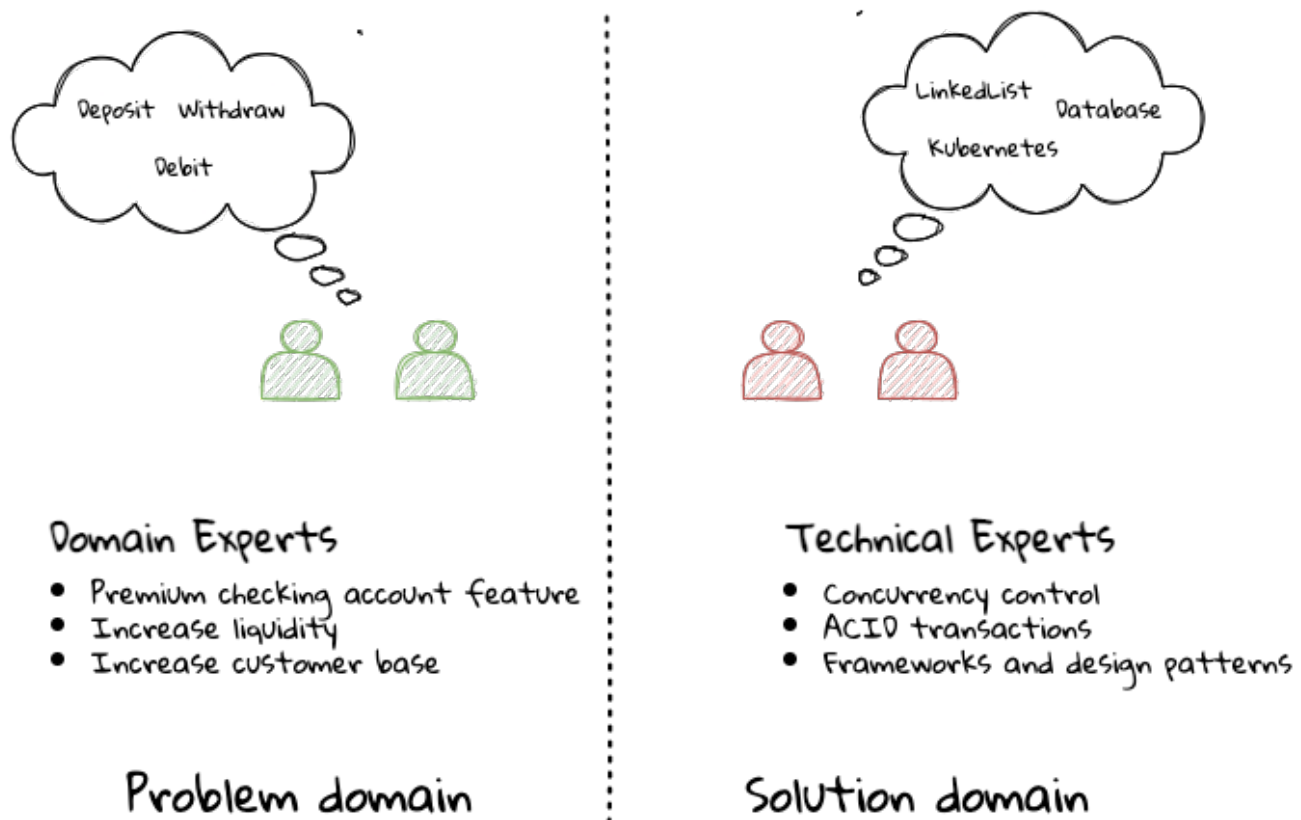 Deposit Withdraw
Debit
Domain Experts
• Premium checking account feature
• Increase liquidity
• Increase customer base
Problem domain
LinkedList
Database
Kubernetes
Technical Experts
• Concurrency control
• ACID transactions
• Frameworks and design patterns
Solution domain